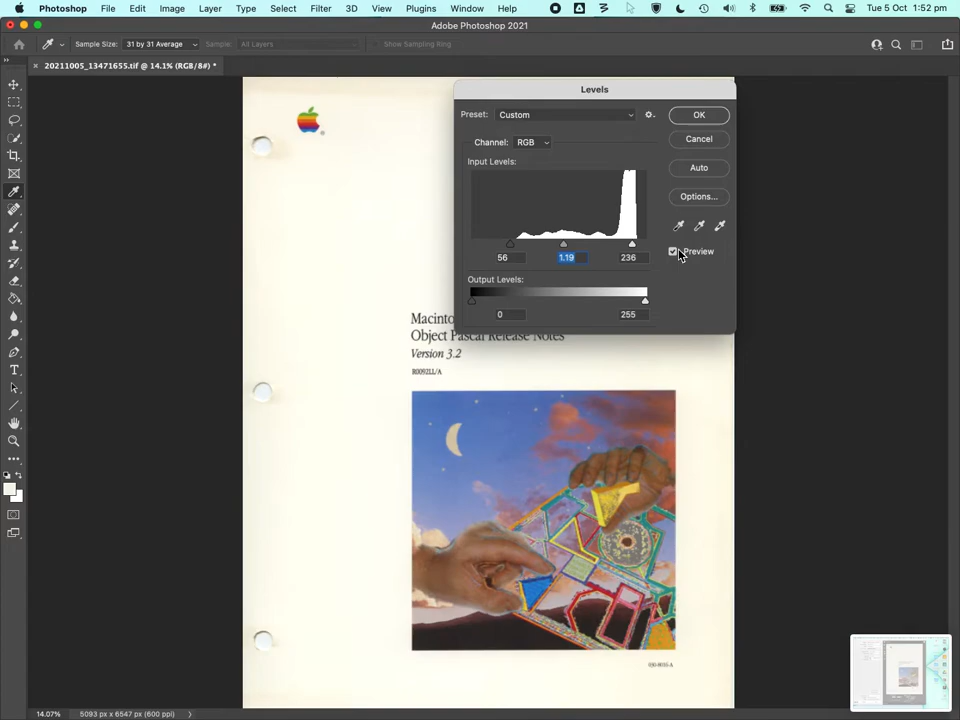 Photoshop File Edit Image Layer Type Select Filter 3D View Plugins Window Help Tue 5 Oct 1:52 pm
Adobe Photoshop 2021
Sample Size: 31 by 31 Average Sample: All Layers Show Sampling Ring
20211005_13471655.tif @ 14.1% (RGB/8#) *
Levels
Preset: Custom
OK
Channel: RGB
Cancel
Input Levels:
Auto
Options...
Preview
56 1.19 236
Output Levels:
0 255
Macinto
Object Pascal Release Notes
Version 3.2
R0092LL/A
030-8016-A
14.07% 5093 px x 6547 px (600 ppi)